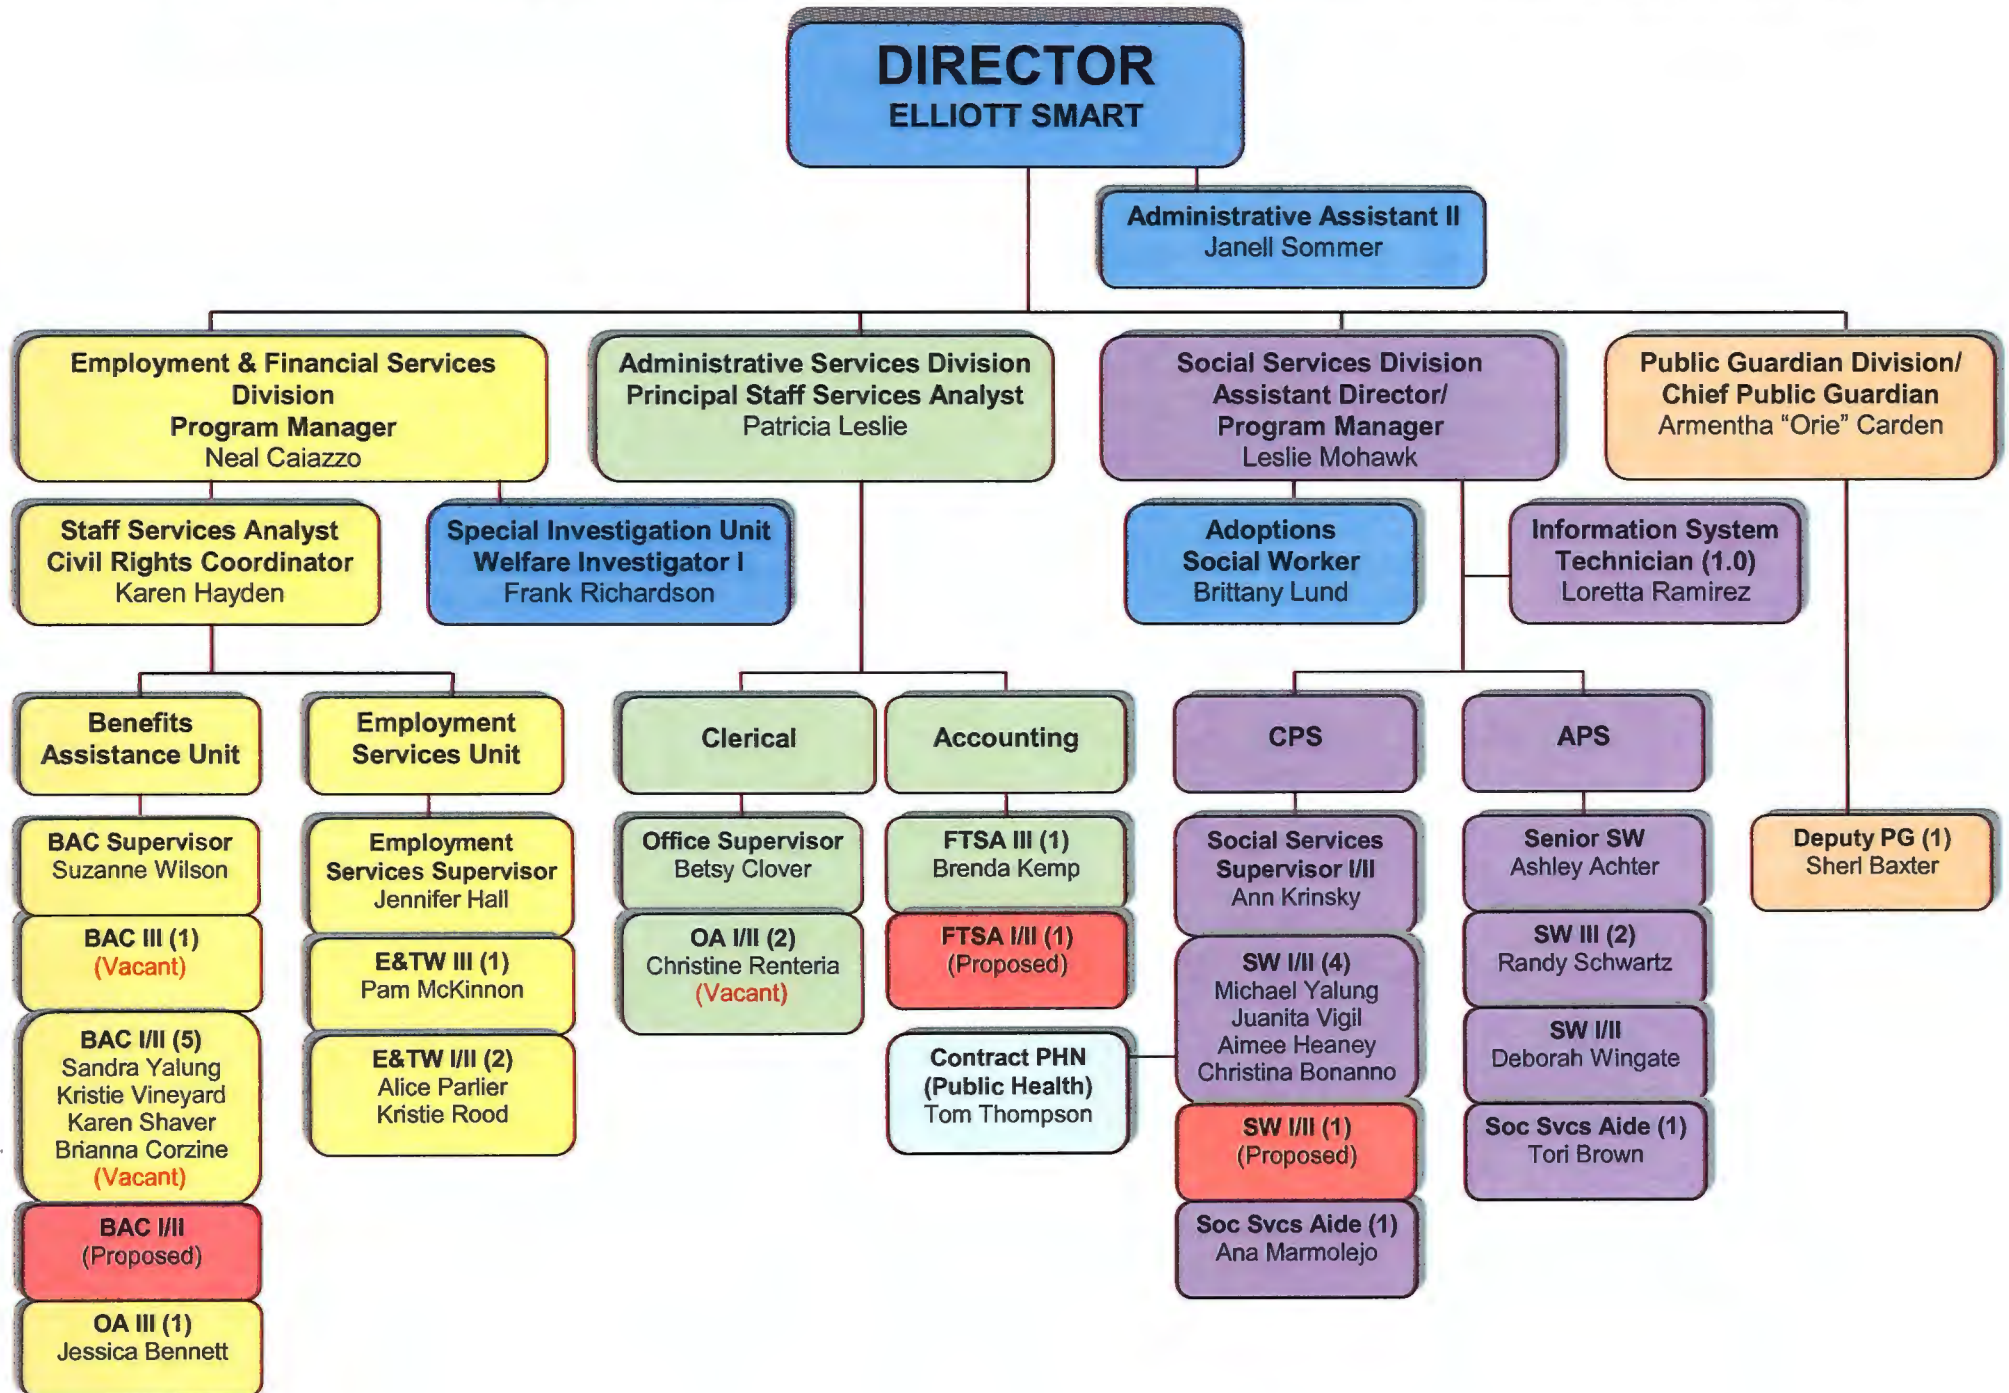 DIRECTOR
ELLIOTT SMART
Administrative Assistant II
Janell Sommer
Employment & Financial Services
Division
Program Manager
Neal Caiazzo
Administrative Services Division
Principal Staff Services Analyst
Patricia Leslie
Social Services Division
Assistant Director/
Program Manager
Leslie Mohawk
Public Guardian Division/
Chief Public Guardian
Armentha “Orie” Carden
Staff Services Analyst
Civil Rights Coordinator
Karen Hayden
Special Investigation Unit
Welfare Investigator I
Frank Richardson
Adoptions
Social Worker
Brittany Lund
Information System
Technician (1.0)
Loretta Ramirez
Benefits
Assistance Unit
Employment
Services Unit
Clerical
Accounting
CPS
APS
BAC Supervisor
Suzanne Wilson
BAC III (1)
(Vacant)
BAC I/II (5)
Sandra Yalung
Kristie Vineyard
Karen Shaver
Brianna Corzine
(Vacant)
BAC I/II
(Proposed)
OA III (1)
Jessica Bennett
Employment
Services Supervisor
Jennifer Hall
E&TW III (1)
Pam McKinnon
E&TW I/II (2)
Alice Parlier
Kristie Rood
Office Supervisor
Betsy Clover
OA I/II (2)
Christine Renteria
(Vacant)
FTSA III (1)
Brenda Kemp
FTSA I/II (1)
(Proposed)
Contract PHN
(Public Health)
Tom Thompson
Social Services
Supervisor I/II
Ann Krinsky
SW I/II (4)
Michael Yalung
Juanita Vigil
Aimee Heaney
Christina Bonanno
SW I/II (1)
(Proposed)
Soc Svcs Aide (1)
Ana Marmolejo
Senior SW
Ashley Achter
SW III (2)
Randy Schwartz
SW I/II
Deborah Wingate
Soc Svcs Aide (1)
Tori Brown
Deputy PG (1)
Sheri Baxter